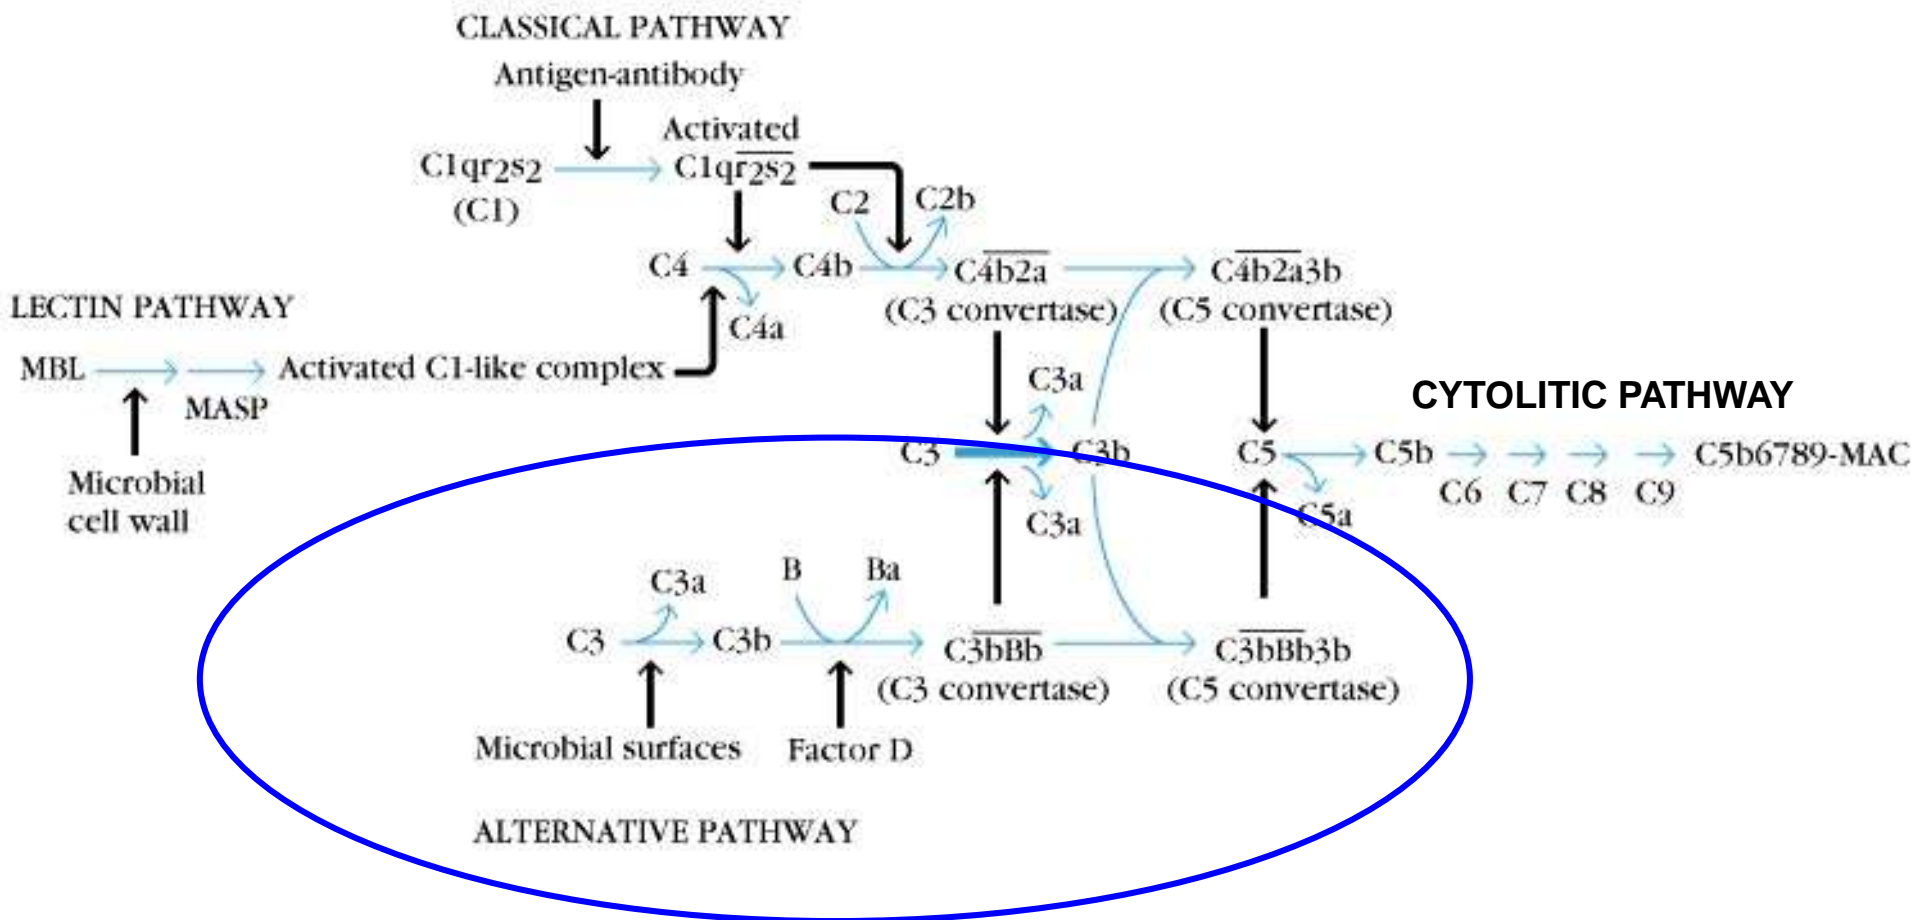 CLASSICAL PATHWAY
Antigen-antibody
Activated
C1qr2s2
C1qr2s2
(C1)
C2
C2b
C4
C4b
C4b2a
C4b2a3b
(C3 convertase)
(C5 convertase)
LECTIN PATHWAY
C4a
MBL
Activated C1-like complex
MASP
C3a
CYTOLITIC PATHWAY
C3
C3b
C5
C5b
C5b6789-MAC
Microbial
cell wall
C6
C7
C8
C9
C3a
C5a
C3a
B
Ba
C3
C3b
C3bBb
C3bBb3b
(C3 convertase)
(C5 convertase)
Microbial surfaces
Factor D
ALTERNATIVE PATHWAY